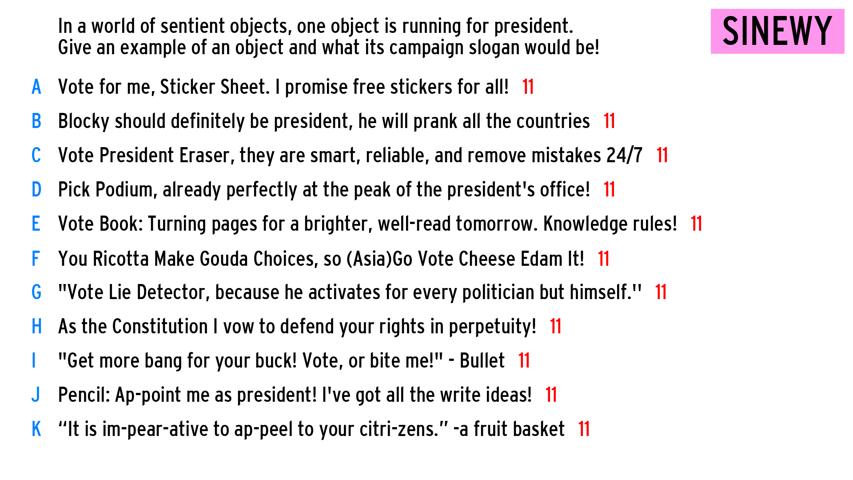 In a world of sentient objects, one object is running for president.
Give an example of an object and what its campaign slogan would be!
SINEWY
A Vote for me, Sticker Sheet. I promise free stickers for all! 11
B Blocky should definitely be president, he will prank all the countries 11
C Vote President Eraser, they are smart, reliable, and remove mistakes 24/7 11
D Pick Podium, already perfectly at the peak of the president's office! 11
E Vote Book: Turning pages for a brighter, well-read tomorrow. Knowledge rules! 11
F You Ricotta Make Gouda Choices, so (Asia)Go Vote Cheese Edam It! 11
G "Vote Lie Detector, because he activates for every politician but himself.'' 11
H As the Constitution I vow to defend your rights in perpetuity! 11
I "Get more bang for your buck! Vote, or bite me!" - Bullet 11
J Pencil: Ap-point me as president! I've got all the write ideas! 11
K “It is im-pear-ative to ap-peel to your citri-zens.” -a fruit basket 11